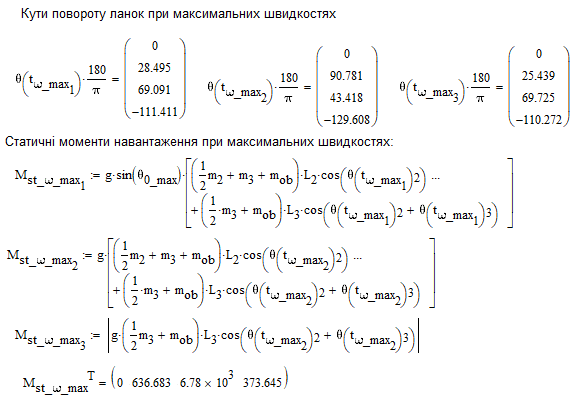 Кути повороту ланок при максимальних швидкостях
θ(t_ω_max₁)·180/π = (0 28.495 69.091 −111.411) θ(t_ω_max₂)·180/π = (0 90.781 43.418 −129.608) θ(t_ω_max₃)·180/π = (0 25.439 69.725 −110.272)
Статичні моменти навантаження при максимальних швидкостях:
M_st_ω_max₁ := g·sin(θ_0_max)·[(1/2 m₂ + m₃ + m_ob)·L₂·cos(θ(t_ω_max₁)2) ...
+ (1/2·m₃ + m_ob)·L₃·cos(θ(t_ω_max₁)2 + θ(t_ω_max₁)3)]
M_st_ω_max₂ := g·[(1/2 m₂ + m₃ + m_ob)·L₂·cos(θ(t_ω_max₂)2) ...
+ (1/2·m₃ + m_ob)·L₃·cos(θ(t_ω_max₂)2 + θ(t_ω_max₂)3)]
M_st_ω_max₃ := |g·(1/2 m₃ + m_ob)·L₃·cos(θ(t_ω_max₂)2 + θ(t_ω_max₂)3)|
M_st_ω_max^T = (0 636.683 6.78 × 10³ 373.645)